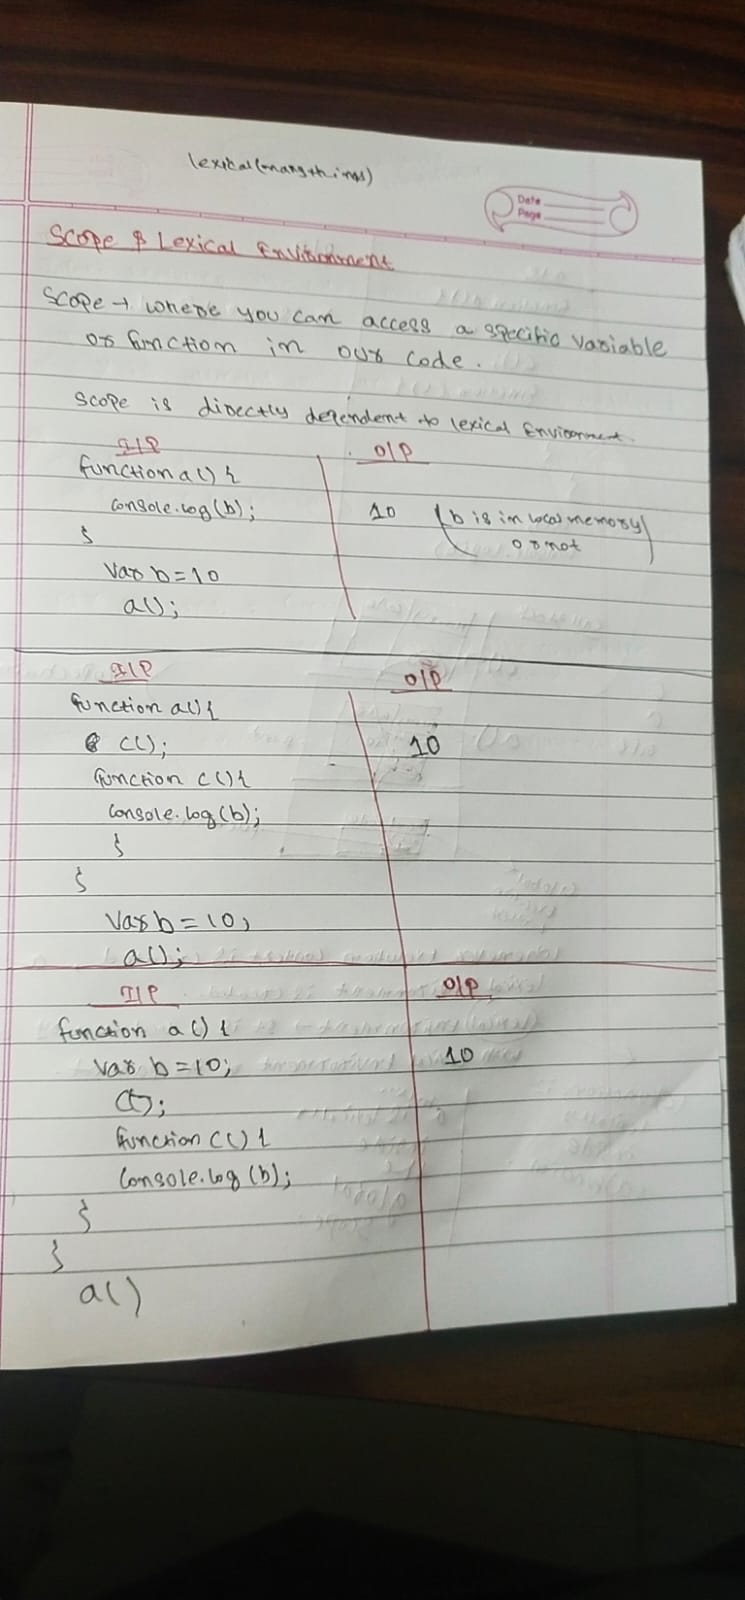 lexical (many things)
Date
Page
Scope & Lexical Environment
Scope → where you can access a specific variable
or function in our code.
Scope is directly dependent to lexical Environment.
I/P
O/P
function a() {
console.log(b);
10 (b is in local memory
or not)
}
Var b = 10
a();
I/P
O/P
function a() {
c();
10
function c() {
console.log(b);
}
}
Var b = 10;
a();
I/P
O/P
function a() {
Var b = 10;
10
c();
function c() {
console.log(b);
}
}
a()